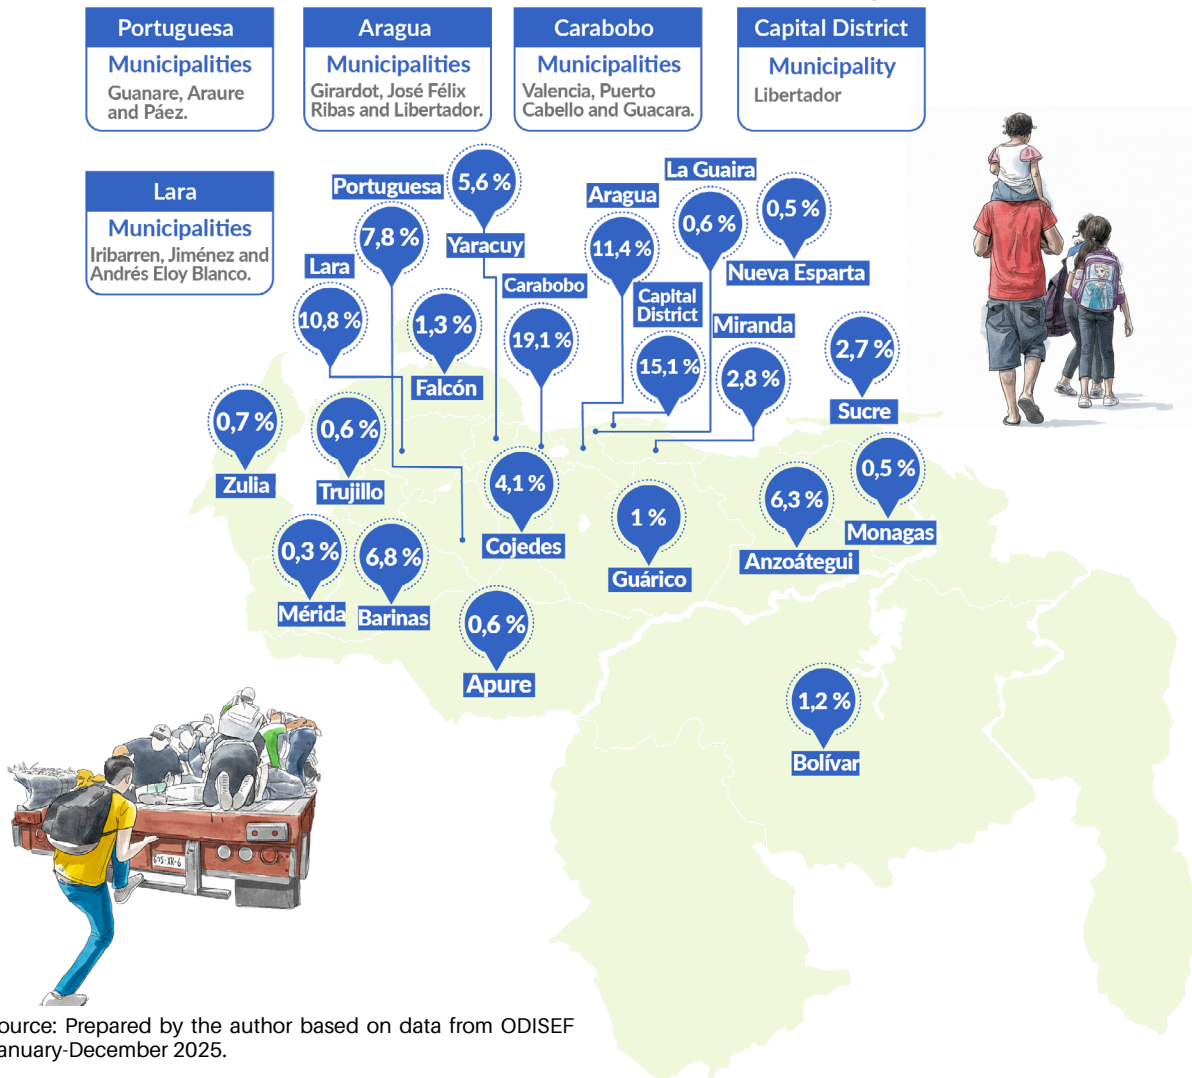 Portuguesa
Municipalities
Guanare, Araure
and Páez.
Aragua
Municipalities
Girardot, José Félix
Ribas and Libertador.
Carabobo
Municipalities
Valencia, Puerto
Cabello and Guacara.
Capital District
Municipality
Libertador
Lara
Municipalities
Iribarren, Jiménez and
Andrés Eloy Blanco.
Portuguesa
7,8 %
5,6 %
Yaracuy
Lara
10,8 %
1,3 %
Falcón
Carabobo
19,1 %
Aragua
11,4 %
La Guaira
0,6 %
0,5 %
Nueva Esparta
Capital
District
15,1 %
Miranda
2,8 %
2,7 %
Sucre
0,7 %
Zulia
0,6 %
Trujillo
4,1 %
Cojedes
1 %
Guárico
6,3 %
Anzoátegui
0,5 %
Monagas
0,3 %
Mérida
6,8 %
Barinas
0,6 %
Apure
1,2 %
Bolívar
ource: Prepared by the author based on data from ODISEF
anuary-December 2025.